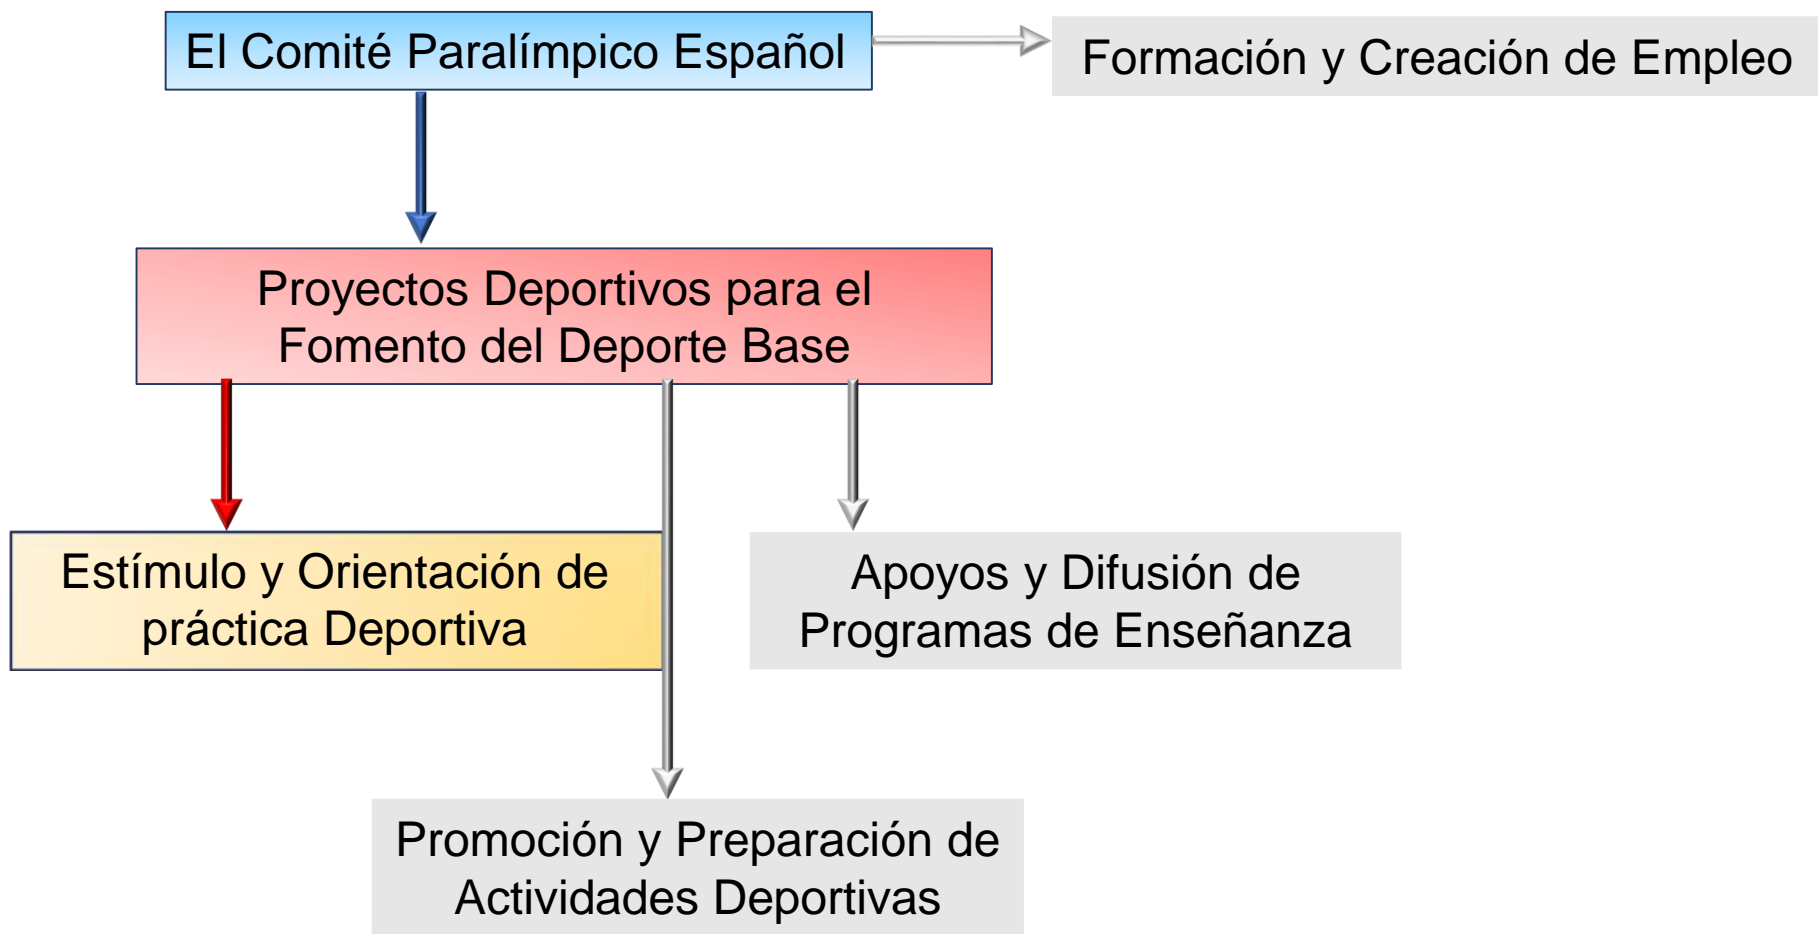 El Comité Paralímpico Español
Formación y Creación de Empleo
Proyectos Deportivos para el
Fomento del Deporte Base
Estímulo y Orientación de
práctica Deportiva
Apoyos y Difusión de
Programas de Enseñanza
Promoción y Preparación de
Actividades Deportivas